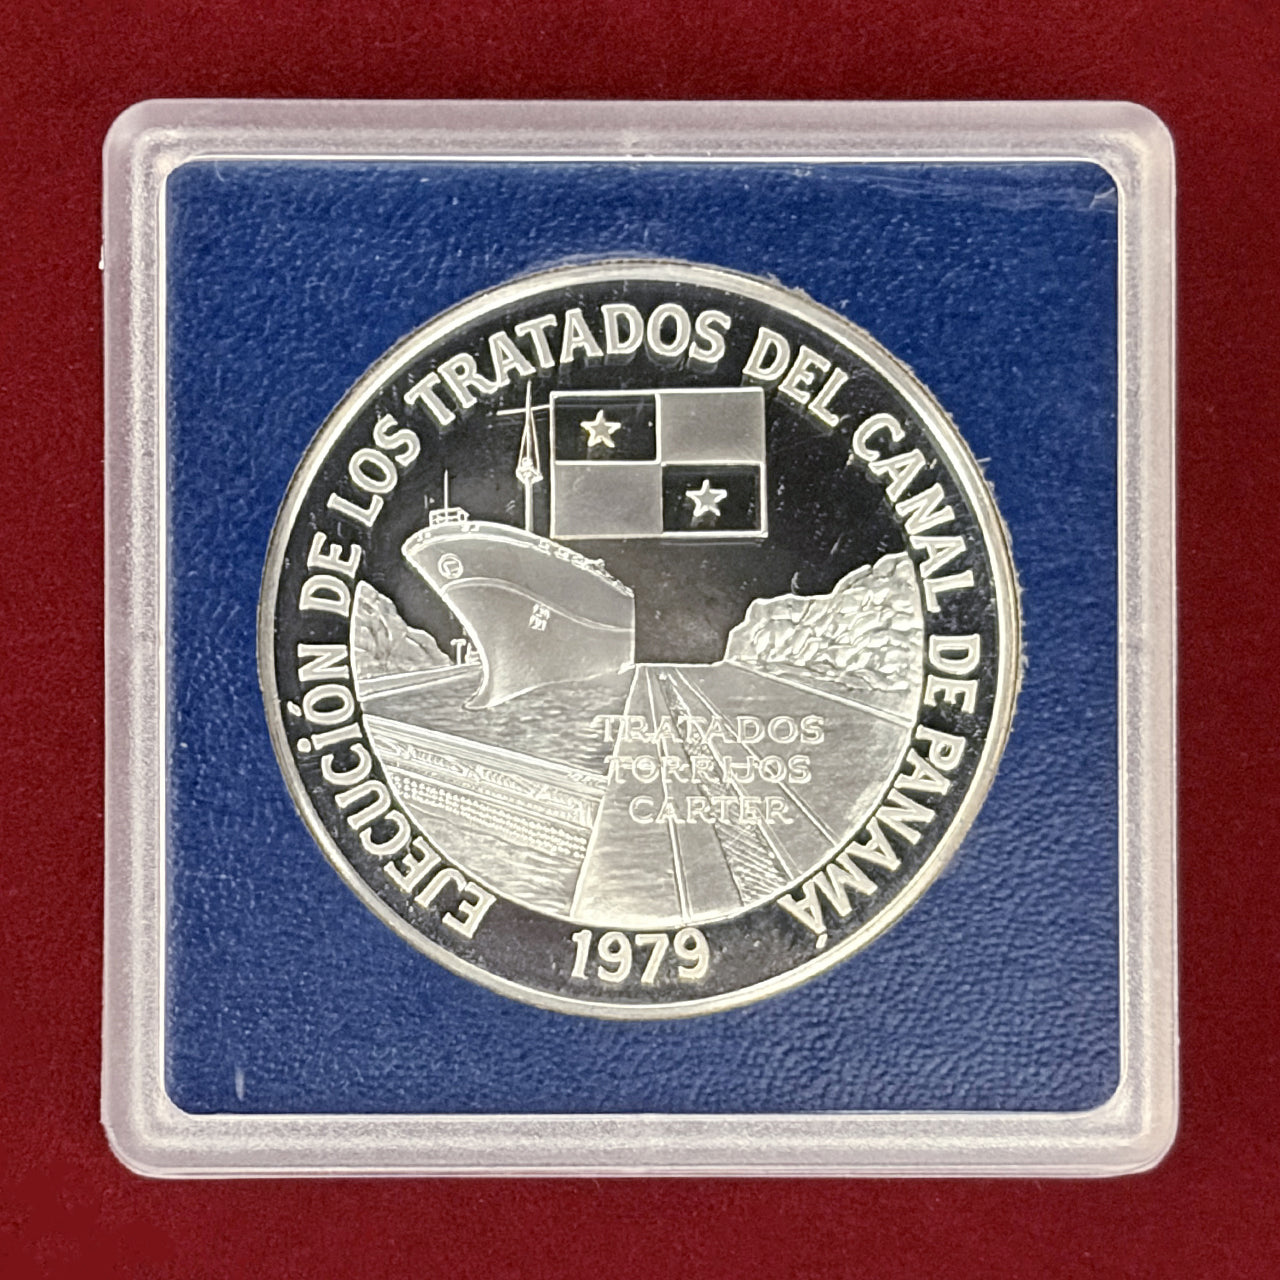 EJECUCIÓN DE LOS TRATADOS DEL CANAL DE PANAMÁ
TRATADOS
TORRIJOS
CARTER
1979